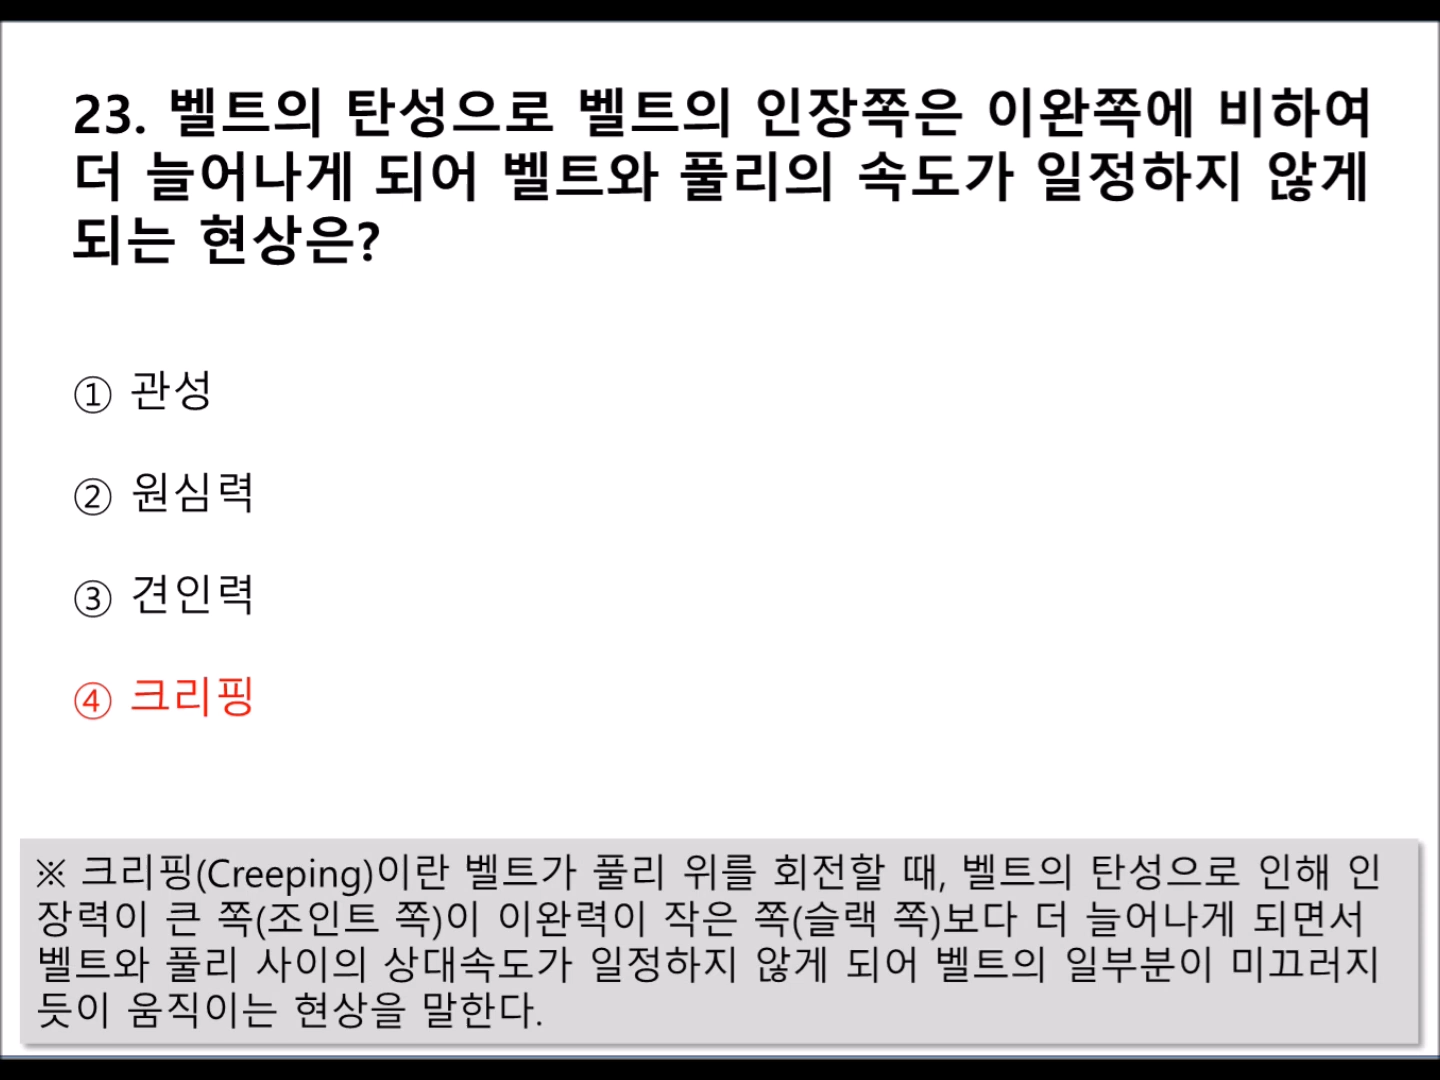 23. 벨트의 탄성으로 벨트의 인장쪽은 이완쪽에 비하여
더 늘어나게 되어 벨트와 풀리의 속도가 일정하지 않게
되는 현상은?
① 관성
② 원심력
③ 견인력
④ 크리핑
※ 크리핑(Creeping)이란 벨트가 풀리 위를 회전할 때, 벨트의 탄성으로 인해 인
장력이 큰 쪽(조인트 쪽)이 이완력이 작은 쪽(슬랙 쪽)보다 더 늘어나게 되면서
벨트와 풀리 사이의 상대속도가 일정하지 않게 되어 벨트의 일부분이 미끄러지
듯이 움직이는 현상을 말한다.